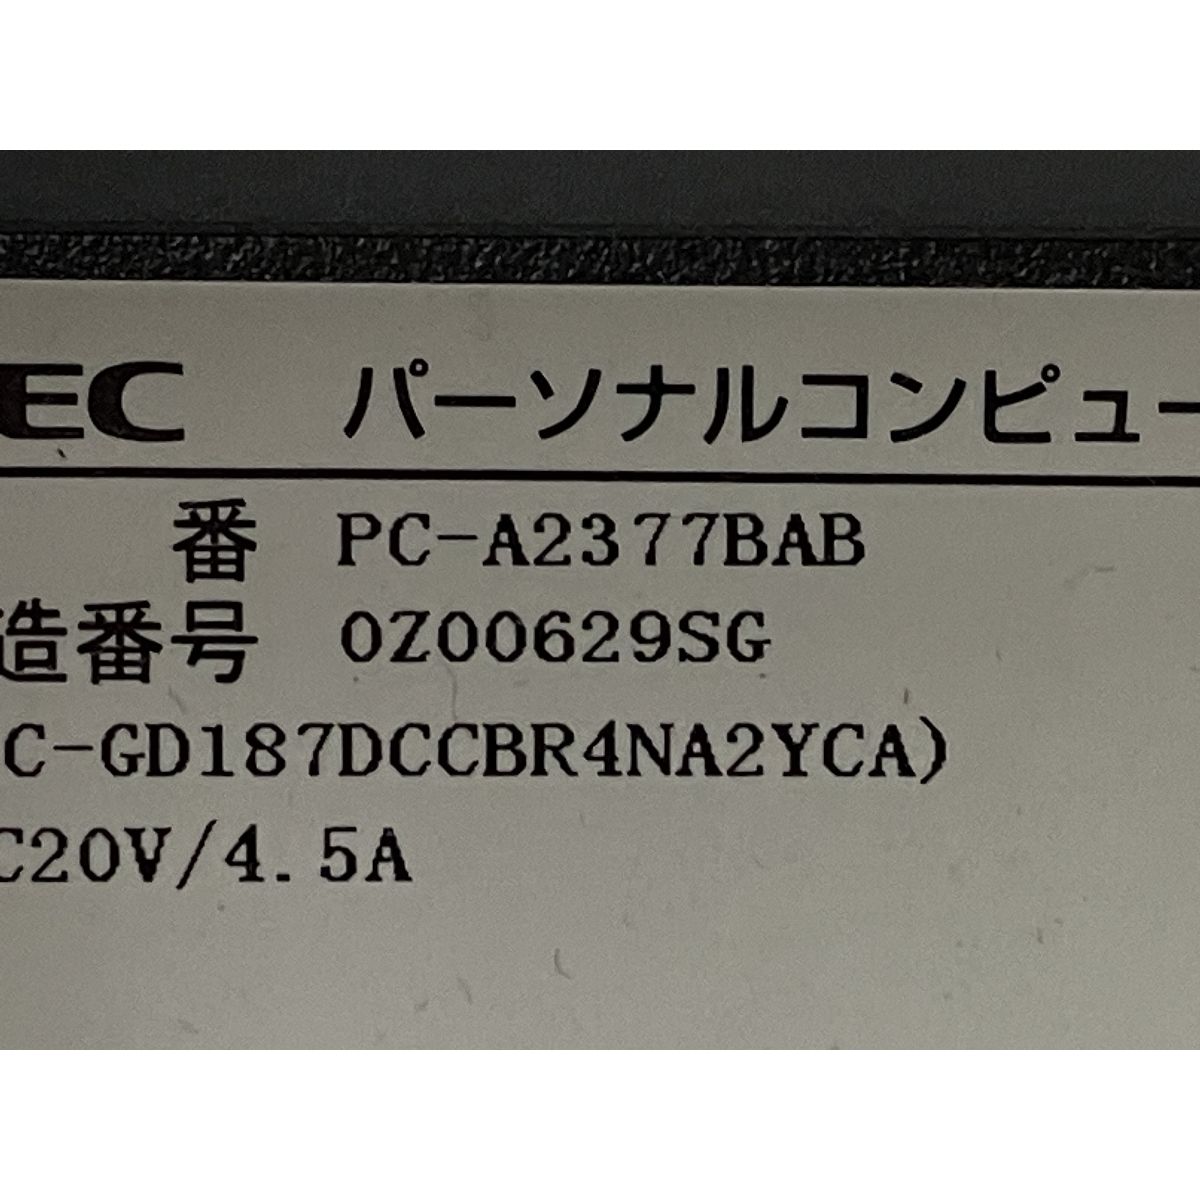 EC パーソナルコンピュー
番 PC-A2377BAB
造番号 0Z00629SG
C-GD187DCCBR4NA2YCA)
C20V/4.5A